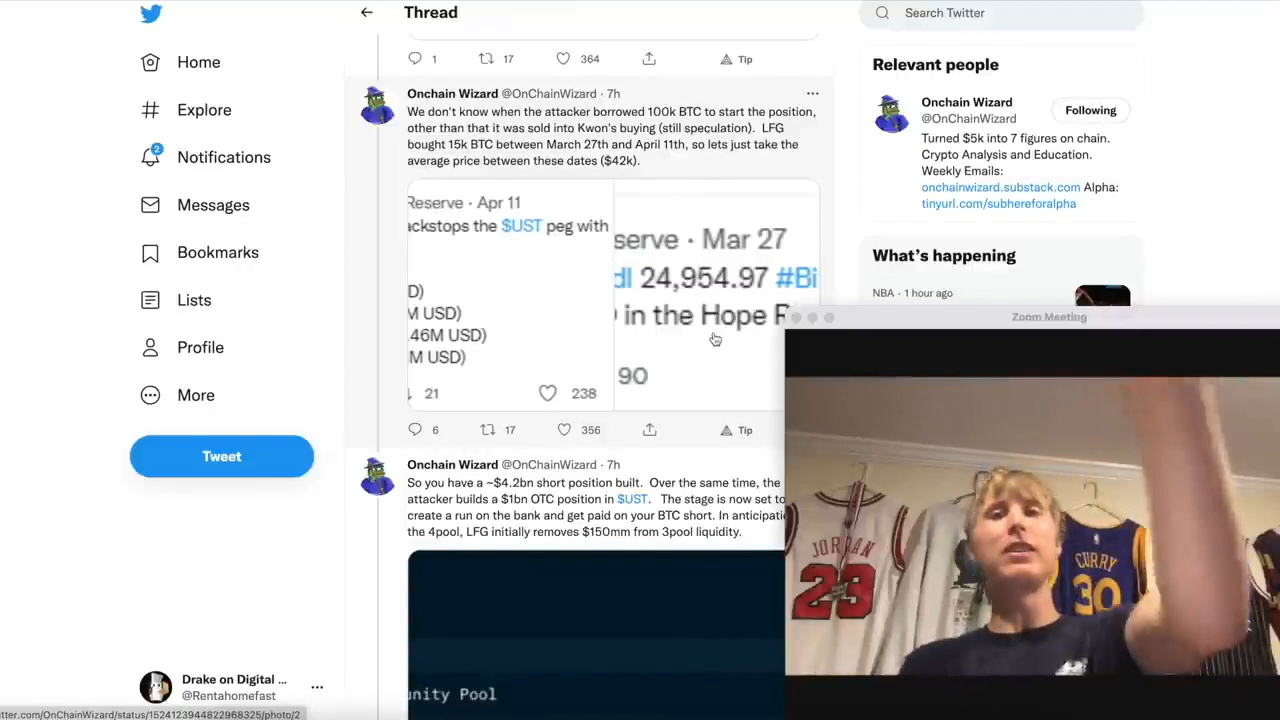 Thread
Search Twitter
1 17 364 Tip
Home
Explore
2
Notifications
Messages
Bookmarks
Lists
Profile
More
Tweet
Drake on Digital ...
@Rentahomefast
Onchain Wizard @OnChainWizard · 7h
We don't know when the attacker borrowed 100k BTC to start the position,
other than that it was sold into Kwon's buying (still speculation). LFG
bought 15k BTC between March 27th and April 11th, so lets just take the
average price between these dates ($42k).
Reserve · Apr 11
ackstops the $UST peg with
D)
M USD)
.46M USD)
M USD)
21 238
serve · Mar 27
dl 24,954.97 #Bi
in the Hope R
90
6 17 356 Tip
Onchain Wizard @OnChainWizard · 7h
So you have a ~$4.2bn short position built. Over the same time, the
attacker builds a $1bn OTC position in $UST. The stage is now set to
create a run on the bank and get paid on your BTC short. In anticipati
the 4pool, LFG initially removes $150mm from 3pool liquidity.
unity Pool
Relevant people
Onchain Wizard
@OnChainWizard
Following
Turned $5k into 7 figures on chain.
Crypto Analysis and Education.
Weekly Emails:
onchainwizard.substack.com Alpha:
tinyurl.com/subhereforalpha
What's happening
NBA · 1 hour ago
Zoom Meeting
JORDAN
23
CURRY
30
itter.com/OnChainWizard/status/1524123944822968325/photo/2